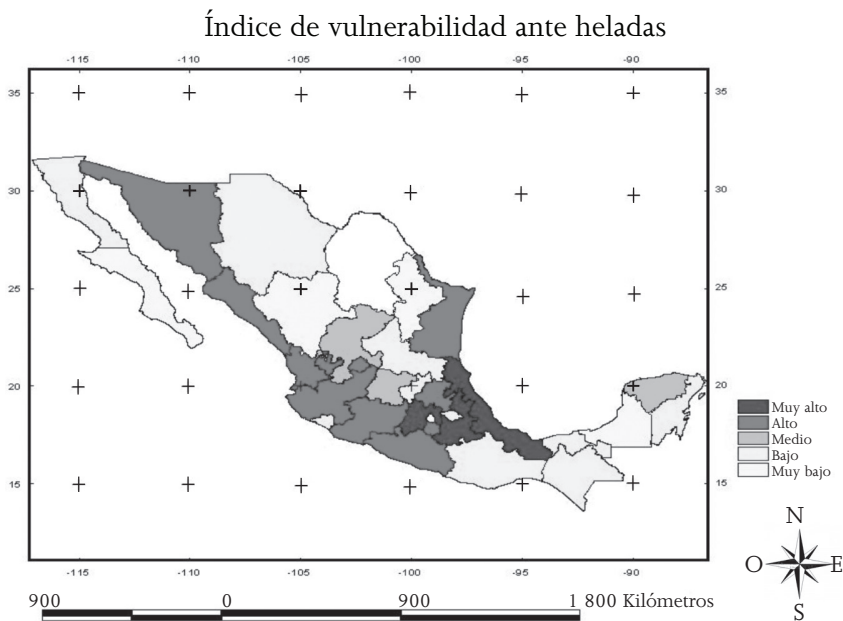 Índice de vulnerabilidad ante heladas
-115 -110 -105 -100 -95 -90
35 35
30 30
25 25
20 20
15 15
-115 -110 -105 -100 -95 -90
Muy alto
Alto
Medio
Bajo
Muy bajo
N
O E
S
900 0 900 1 800 Kilómetros